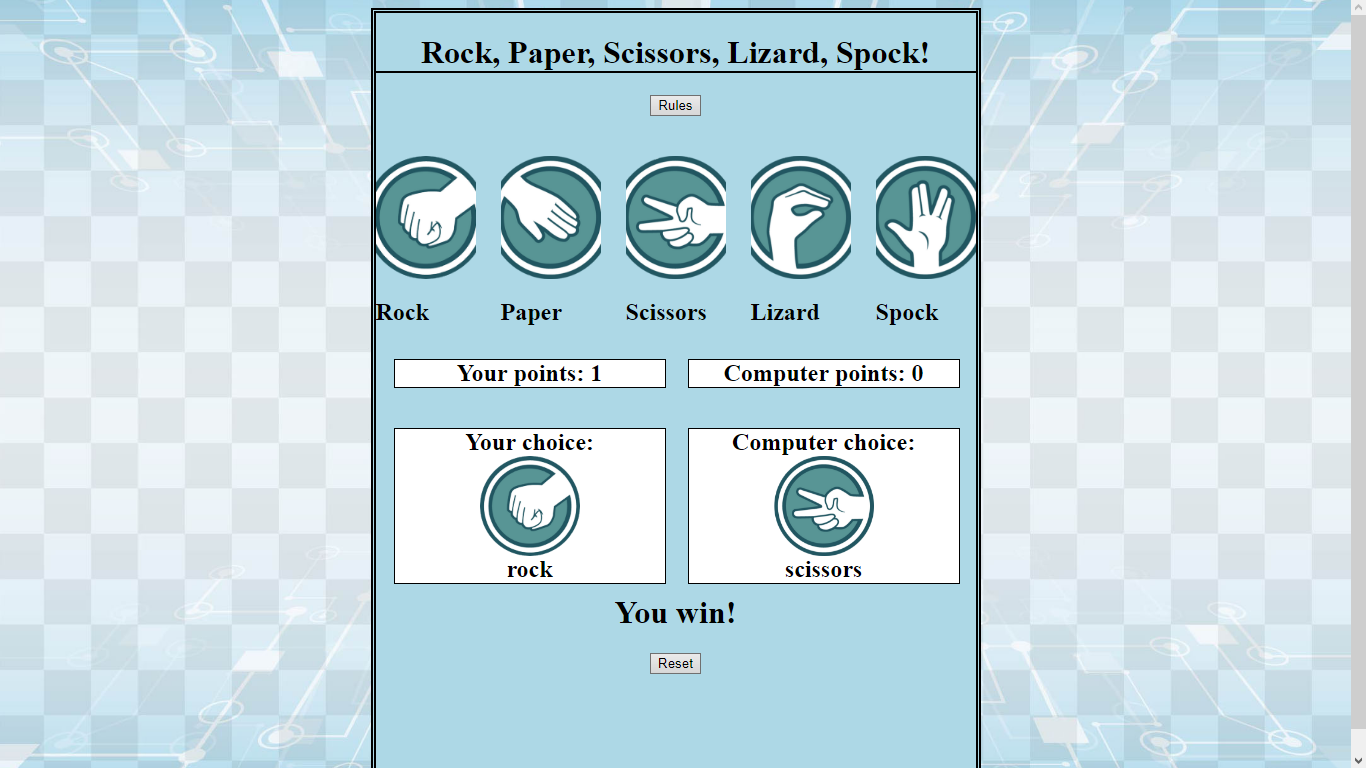 Rock, Paper, Scissors, Lizard, Spock!
Rules
Rock Paper Scissors Lizard Spock
Your points: 1 Computer points: 0
Your choice: Computer choice:
rock scissors
You win!
Reset